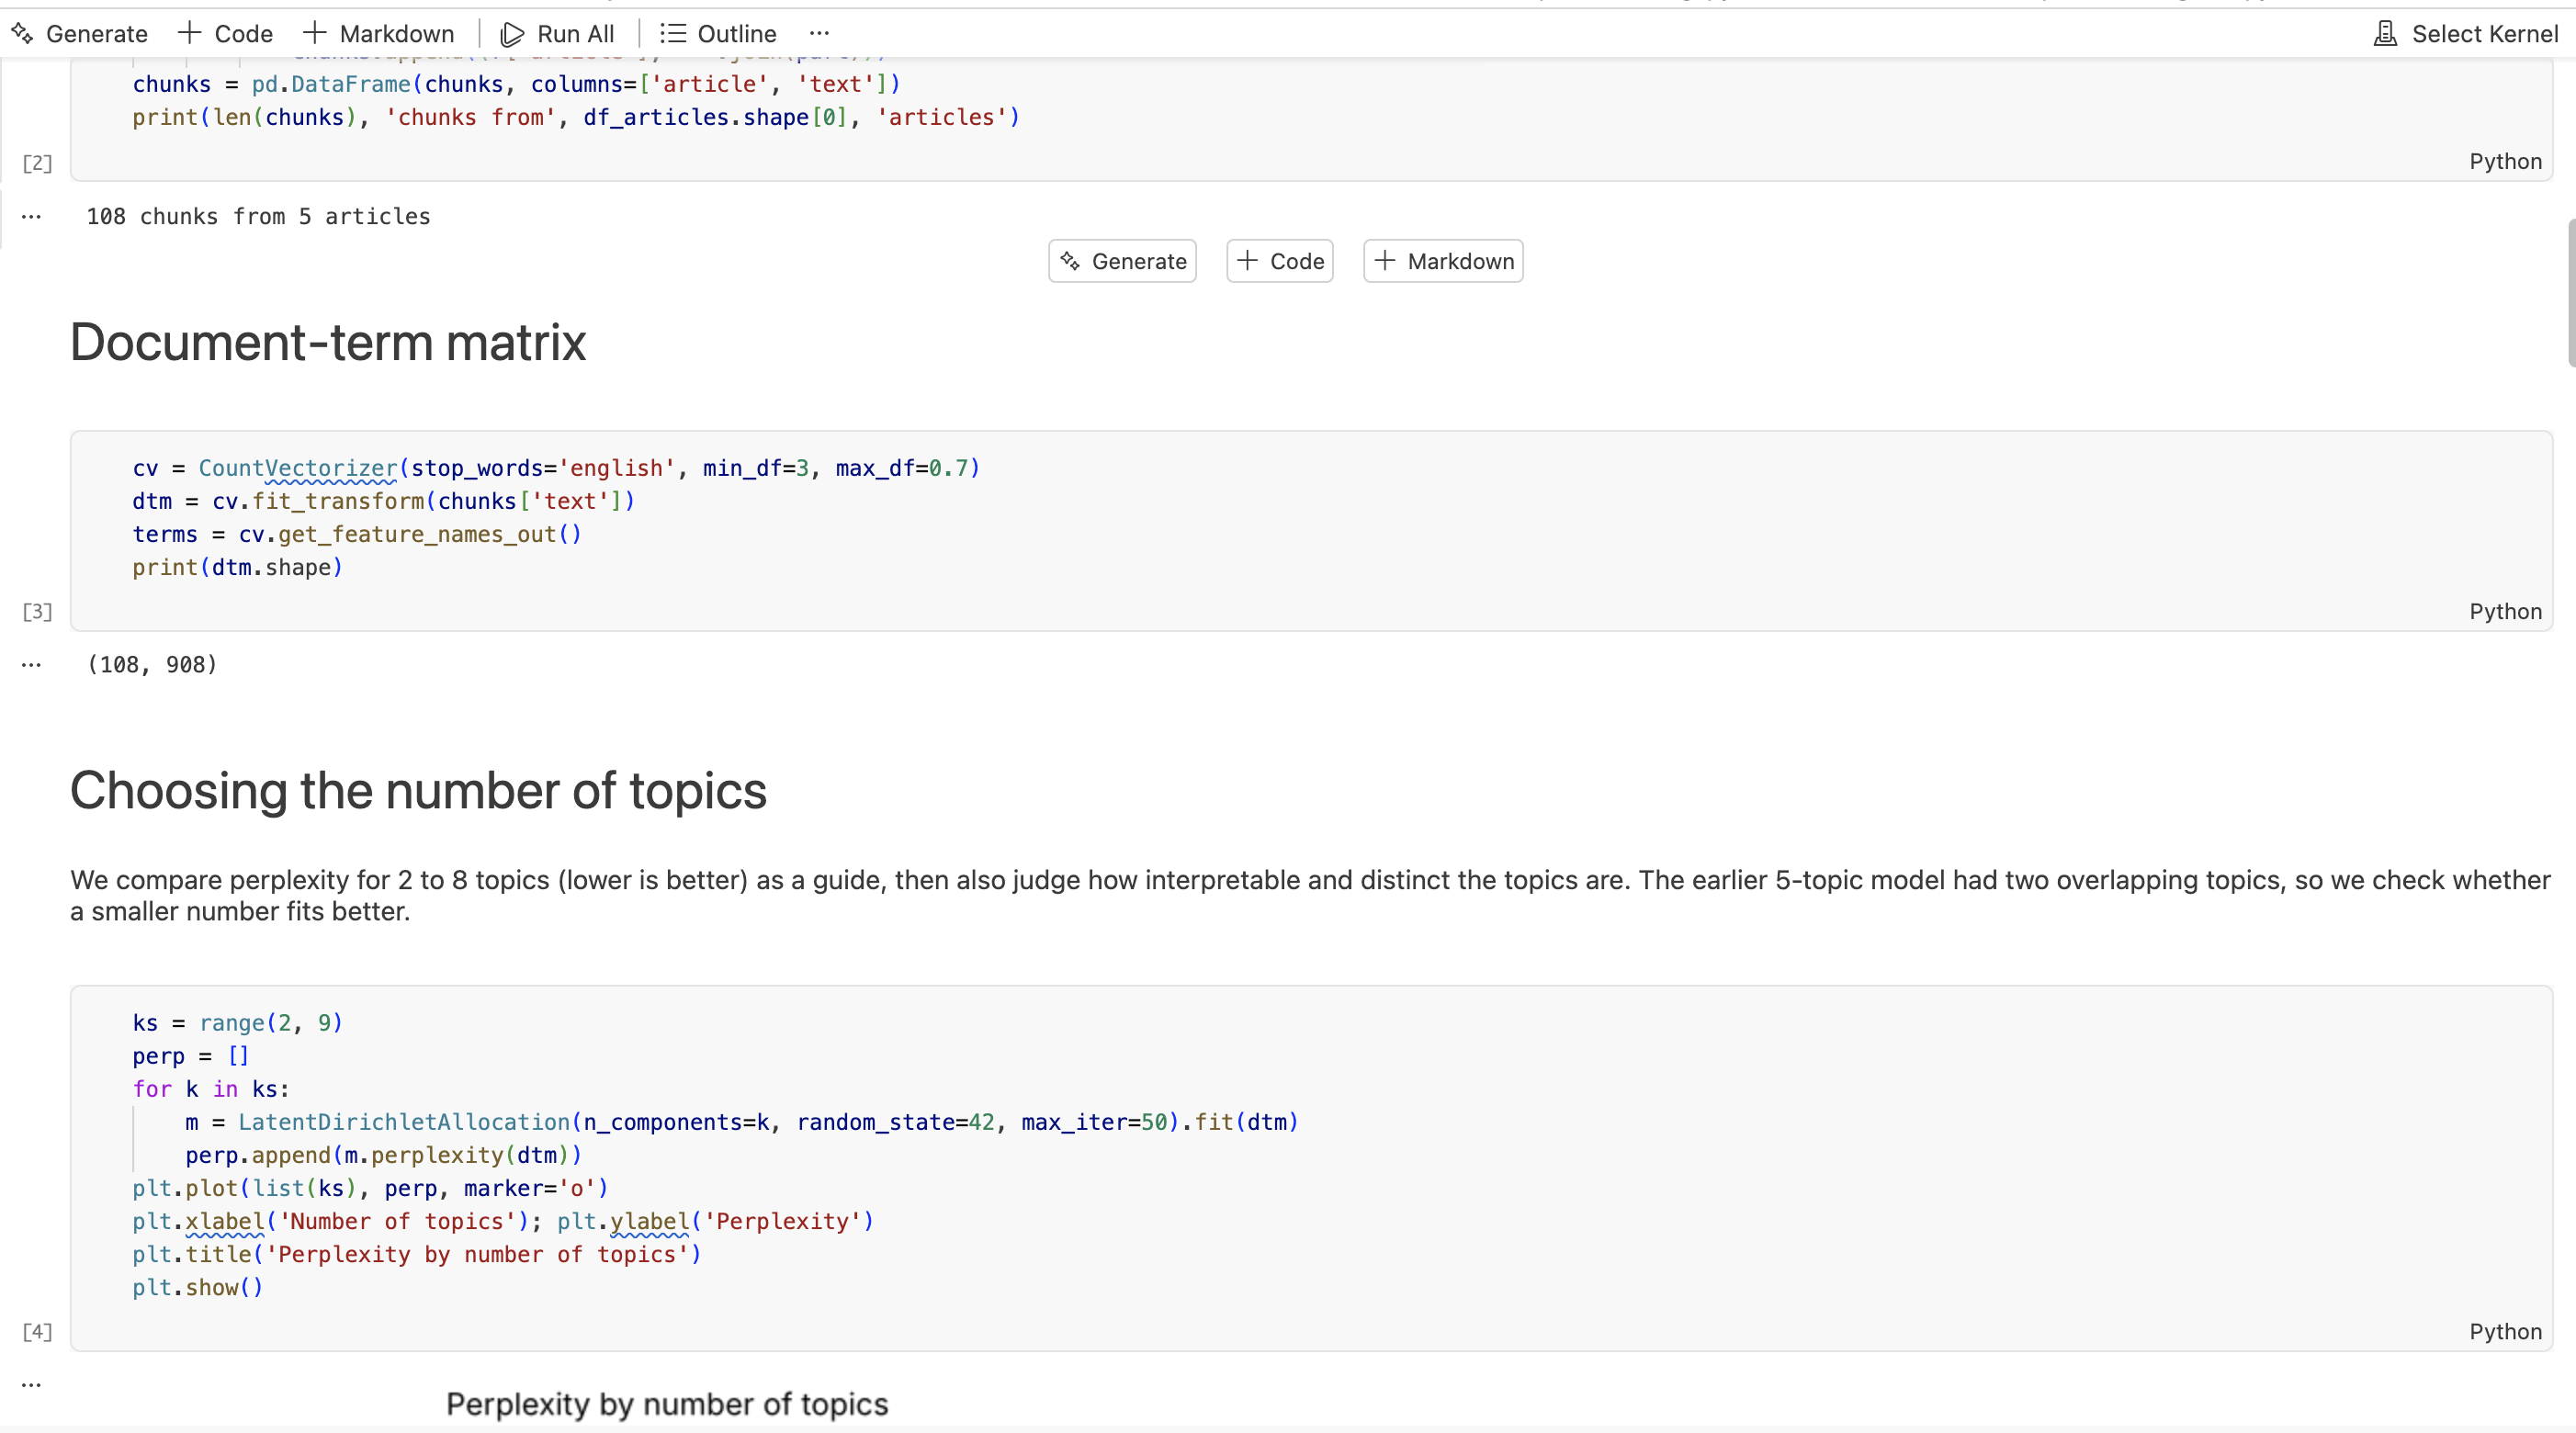 Generate + Code + Markdown Run All Outline ... Select Kernel
chunks = pd.DataFrame(chunks, columns=['article', 'text'])
print(len(chunks), 'chunks from', df_articles.shape[0], 'articles')
[2] Python
... 108 chunks from 5 articles
Generate + Code + Markdown
Document-term matrix
cv = CountVectorizer(stop_words='english', min_df=3, max_df=0.7)
dtm = cv.fit_transform(chunks['text'])
terms = cv.get_feature_names_out()
print(dtm.shape)
[3] Python
... (108, 908)
Choosing the number of topics
We compare perplexity for 2 to 8 topics (lower is better) as a guide, then also judge how interpretable and distinct the topics are. The earlier 5-topic model had two overlapping topics, so we check whether
a smaller number fits better.
ks = range(2, 9)
perp = []
for k in ks:
    m = LatentDirichletAllocation(n_components=k, random_state=42, max_iter=50).fit(dtm)
    perp.append(m.perplexity(dtm))
plt.plot(list(ks), perp, marker='o')
plt.xlabel('Number of topics'); plt.ylabel('Perplexity')
plt.title('Perplexity by number of topics')
plt.show()
[4] Python
...
Perplexity by number of topics